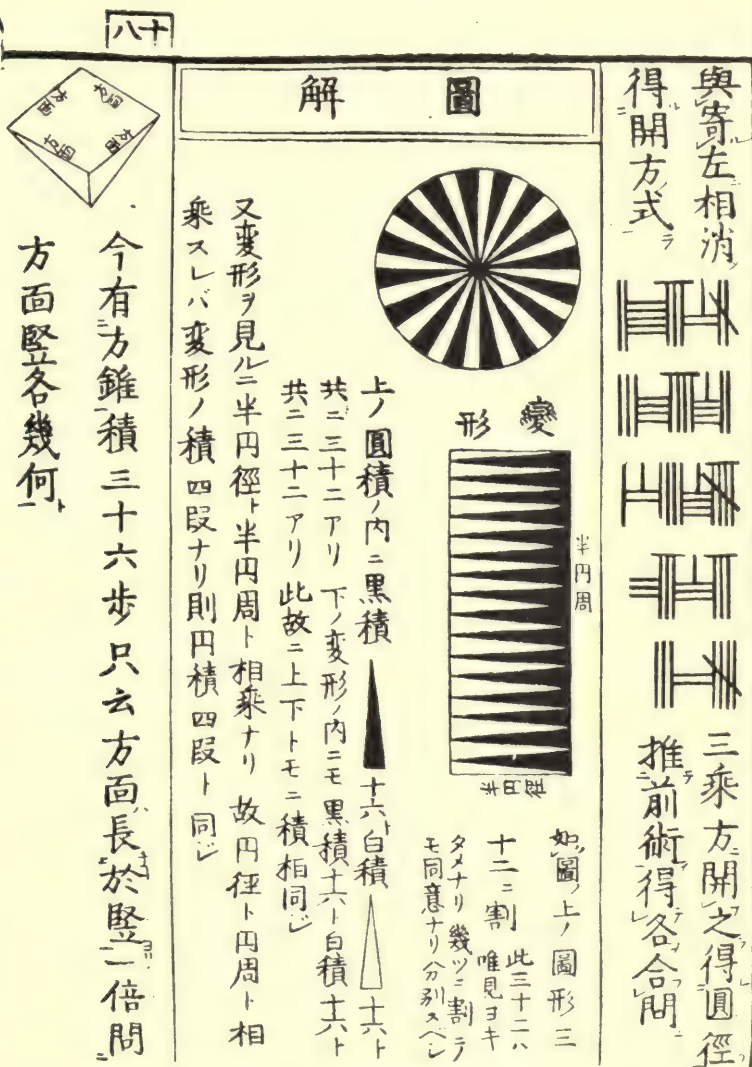 十八
與寄左相消
得開方式
三乘方開之得圓徑
推前術得各合問
圖解
變形
半円周
半円徑
如圖ノ上ノ圖形三
十二ニ割 此三十二ハ
唯見ヨキ
タメナリ幾ツニ割テ
モ同意ナリ分別スベシ
上ノ圓積ノ内ニ黒積 十六ト白積 十六ト
共ニ三十二アリ 下ノ変形ノ内ニモ黒積十六ト白積十六ト
共ニ三十二アリ 此故ニ上下トモニ積相同ジ
又変形ヲ見ルニ半円徑ト半円周ト相乘ナリ 故円徑ト円周ト相
乘スレバ変形ノ積四段ナリ則円積四段ト同ジ
方面
方面
今有方錐積三十六歩只云方面ハ長於竪一倍問
方面竪各幾何